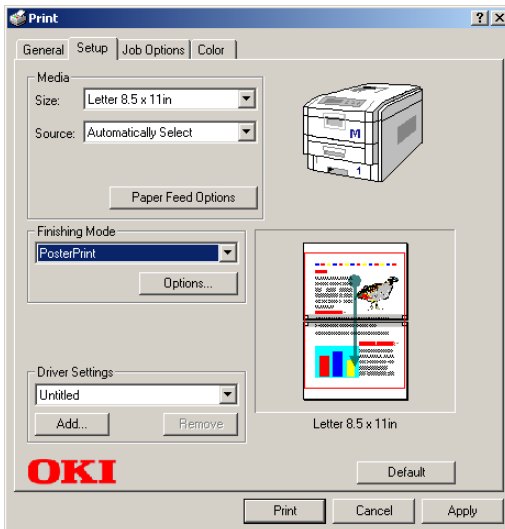 Print
General Setup Job Options Color
Media
Size: Letter 8.5 x 11in
Source: Automatically Select
Paper Feed Options
M
1
Finishing Mode
PosterPrint
Options...
Driver Settings
Untitled
Add... Remove
Letter 8.5 x 11in
OKI
Default
Print Cancel Apply